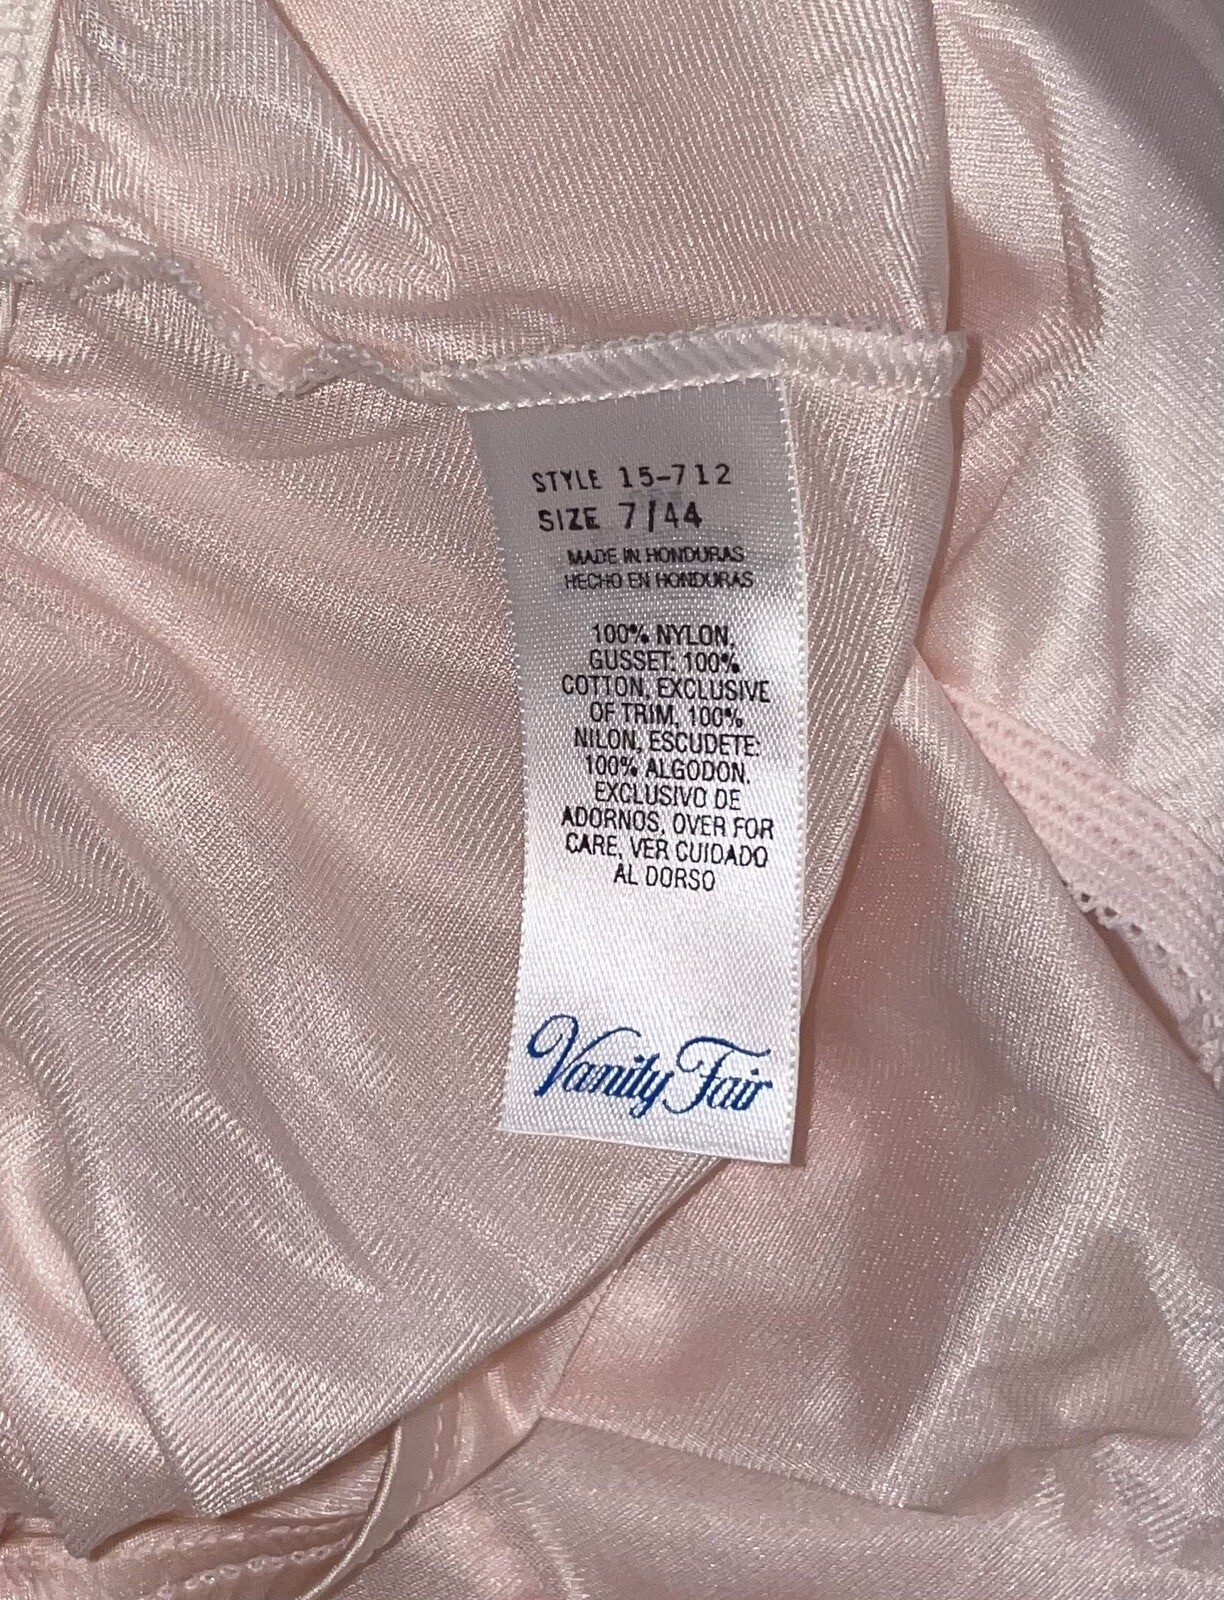 STYLE 15-712
SIZE 7/44
MADE IN HONDURAS
HECHO EN HONDURAS
100% NYLON,
GUSSET: 100%
COTTON, EXCLUSIVE
OF TRIM, 100%
NILON, ESCUDETE:
100% ALGODON,
EXCLUSIVO DE
ADORNOS, OVER FOR
CARE, VER CUIDADO
AL DORSO
Vanity Fair